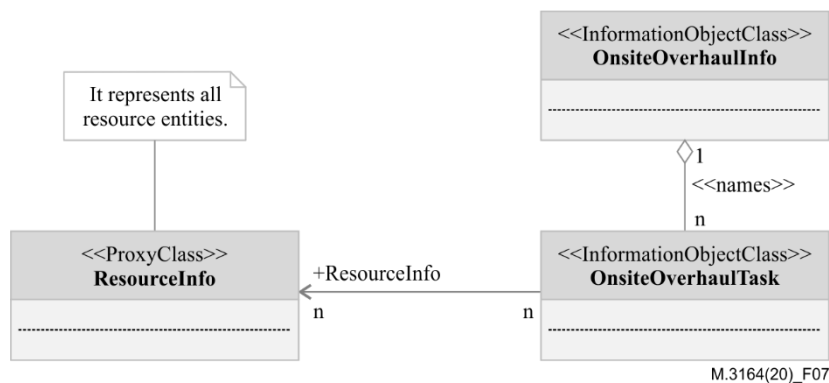 <<InformationObjectClass>>
OnsiteOverhaulInfo
It represents all
resource entities.
1
<<names>>
n
<<ProxyClass>>
ResourceInfo
+ResourceInfo
n
n
<<InformationObjectClass>>
OnsiteOverhaulTask
M.3164(20)_F07